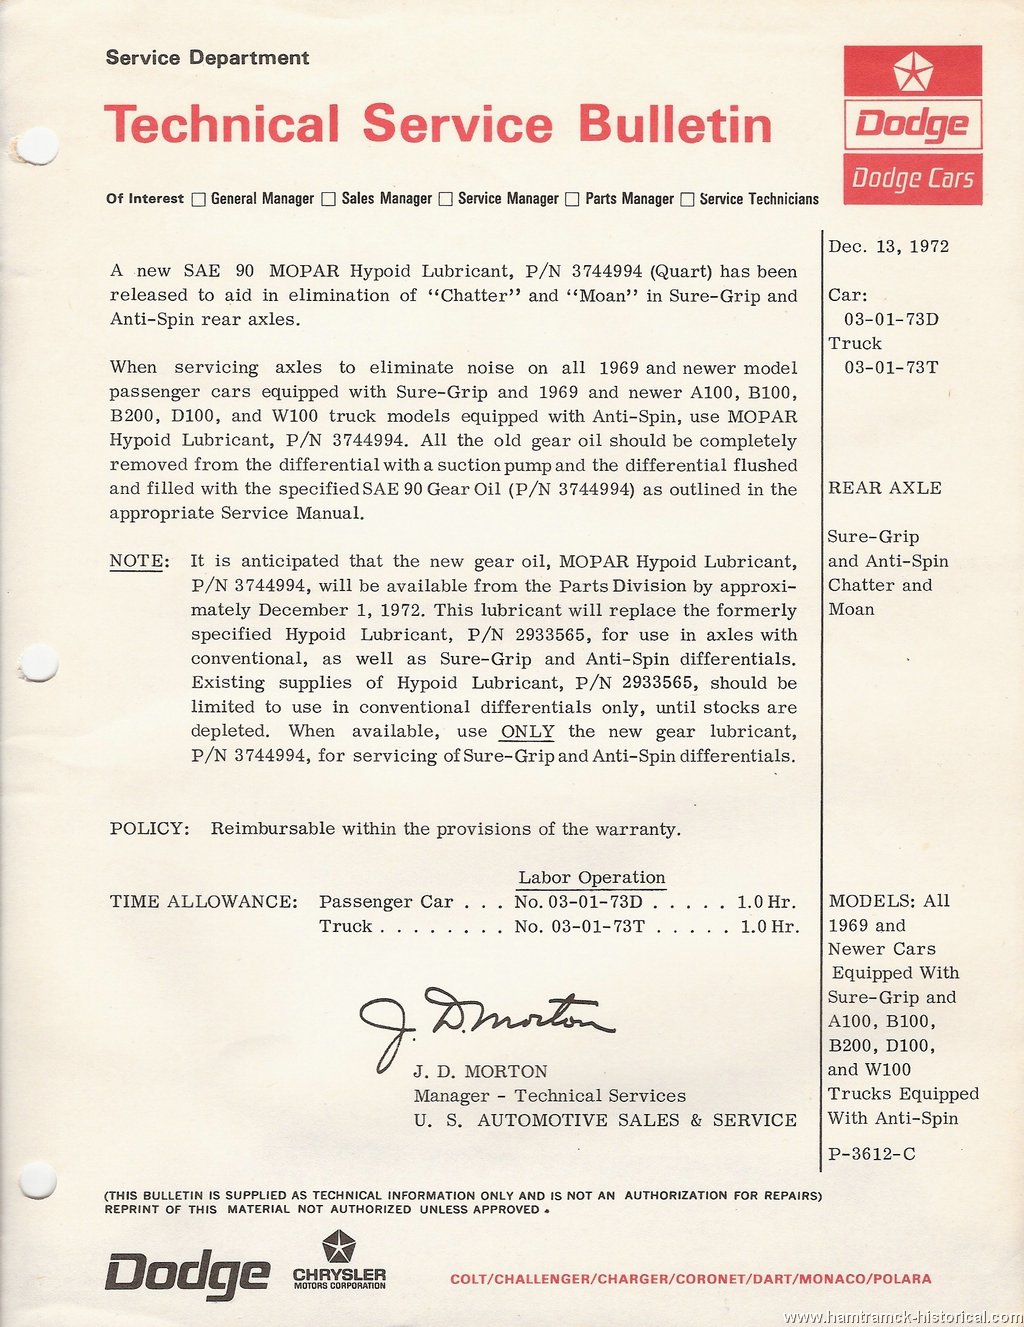 Service Department
Technical Service Bulletin
Dodge
Dodge Cars
Of Interest □ General Manager □ Sales Manager □ Service Manager □ Parts Manager □ Service Technicians
A new SAE 90 MOPAR Hypoid Lubricant, P/N 3744994 (Quart) has been
released to aid in elimination of "Chatter" and "Moan" in Sure-Grip and
Anti-Spin rear axles.
When servicing axles to eliminate noise on all 1969 and newer model
passenger cars equipped with Sure-Grip and 1969 and newer A100, B100,
B200, D100, and W100 truck models equipped with Anti-Spin, use MOPAR
Hypoid Lubricant, P/N 3744994. All the old gear oil should be completely
removed from the differential with a suction pump and the differential flushed
and filled with the specified SAE 90 Gear Oil (P/N 3744994) as outlined in the
appropriate Service Manual.
NOTE: It is anticipated that the new gear oil, MOPAR Hypoid Lubricant,
P/N 3744994, will be available from the Parts Division by approxi-
mately December 1, 1972. This lubricant will replace the formerly
specified Hypoid Lubricant, P/N 2933565, for use in axles with
conventional, as well as Sure-Grip and Anti-Spin differentials.
Existing supplies of Hypoid Lubricant, P/N 2933565, should be
limited to use in conventional differentials only, until stocks are
depleted. When available, use ONLY the new gear lubricant,
P/N 3744994, for servicing of Sure-Grip and Anti-Spin differentials.
POLICY: Reimbursable within the provisions of the warranty.
Labor Operation
TIME ALLOWANCE: Passenger Car . . . No. 03-01-73D . . . . . 1.0 Hr.
Truck . . . . . . . . No. 03-01-73T . . . . . 1.0 Hr.
J. D. Morton
J. D. MORTON
Manager - Technical Services
U. S. AUTOMOTIVE SALES & SERVICE
Dec. 13, 1972
Car:
03-01-73D
Truck
03-01-73T
REAR AXLE
Sure-Grip
and Anti-Spin
Chatter and
Moan
MODELS: All
1969 and
Newer Cars
Equipped With
Sure-Grip and
A100, B100,
B200, D100,
and W100
Trucks Equipped
With Anti-Spin
P-3612-C
(THIS BULLETIN IS SUPPLIED AS TECHNICAL INFORMATION ONLY AND IS NOT AN AUTHORIZATION FOR REPAIRS)
REPRINT OF THIS MATERIAL NOT AUTHORIZED UNLESS APPROVED.
Dodge
CHRYSLER
MOTORS CORPORATION
COLT/CHALLENGER/CHARGER/CORONET/DART/MONACO/POLARA
www.hamtramck-historical.com